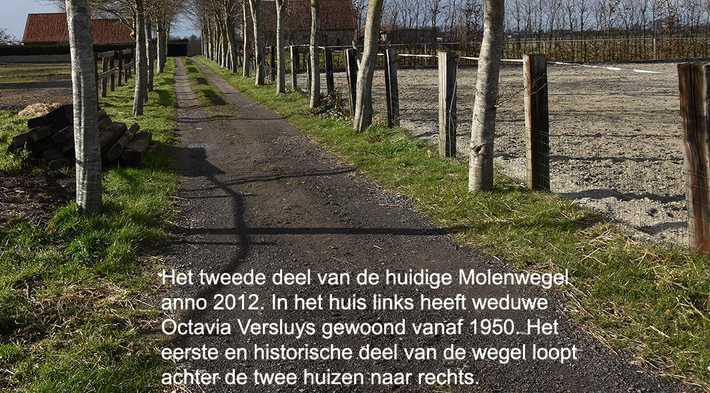 Het tweede deel van de huidige Molenwegel
anno 2012. In het huis links heeft weduwe
Octavia Versluys gewoond vanaf 1950. Het
eerste en historische deel van de wegel loopt
achter de twee huizen naar rechts.